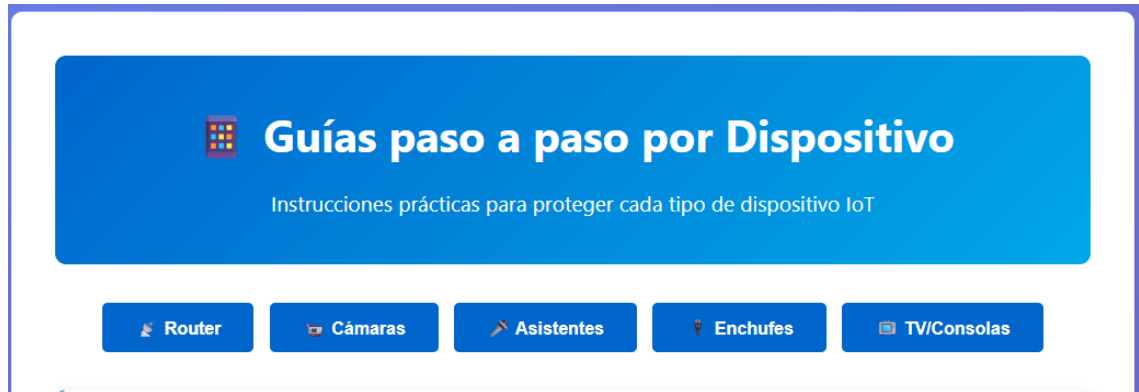 Guías paso a paso por Dispositivo
Instrucciones prácticas para proteger cada tipo de dispositivo IoT
Router
Cámaras
Asistentes
Enchufes
TV/Consolas